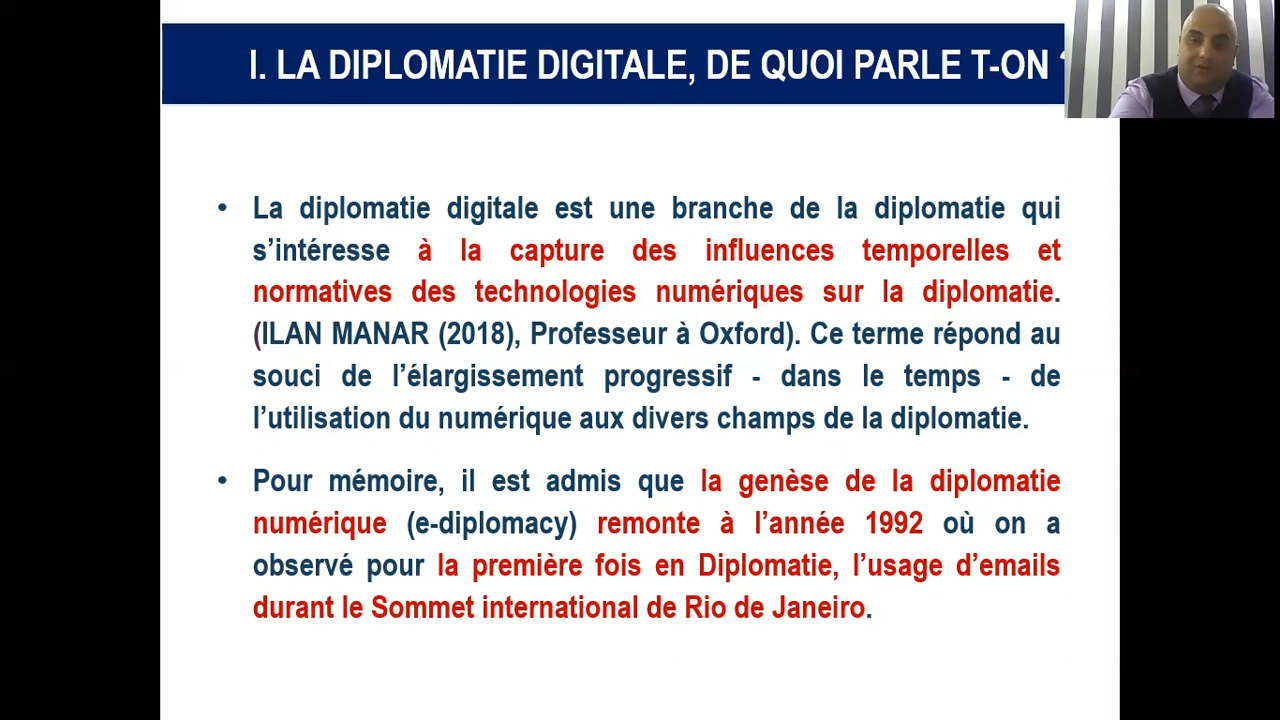 I. LA DIPLOMATIE DIGITALE, DE QUOI PARLE T-ON ?
• La diplomatie digitale est une branche de la diplomatie qui
s’intéresse à la capture des influences temporelles et
normatives des technologies numériques sur la diplomatie.
(ILAN MANAR (2018), Professeur à Oxford). Ce terme répond au
souci de l’élargissement progressif - dans le temps - de
l’utilisation du numérique aux divers champs de la diplomatie.
• Pour mémoire, il est admis que la genèse de la diplomatie
numérique (e-diplomacy) remonte à l’année 1992 où on a
observé pour la première fois en Diplomatie, l’usage d’emails
durant le Sommet international de Rio de Janeiro.